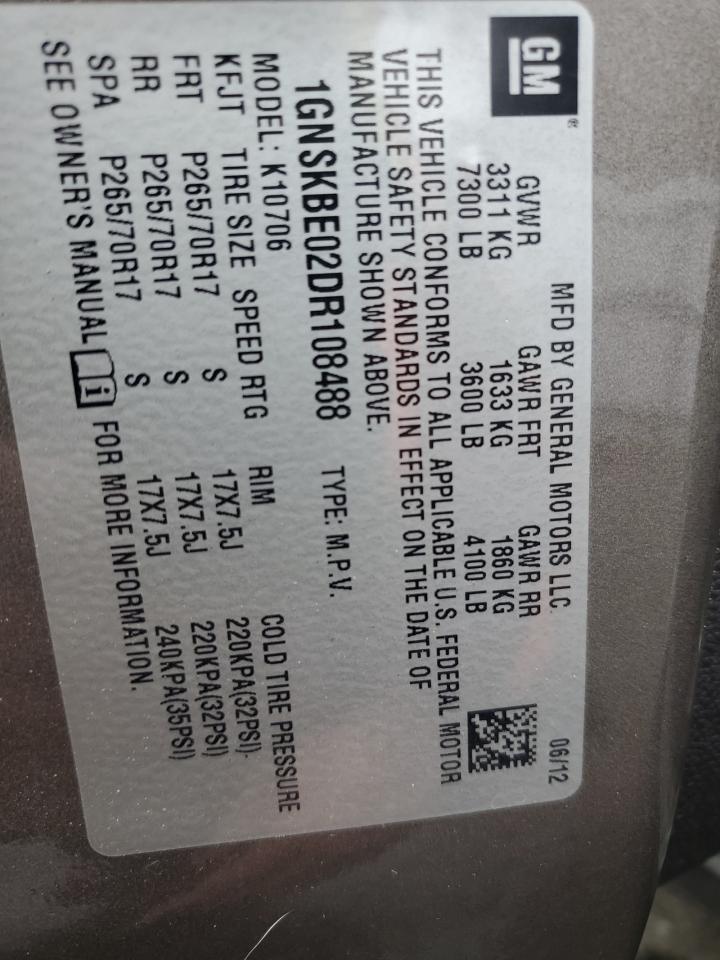 GM ®
MFD BY GENERAL MOTORS LLC 06/12
GVWR GAWR FRT GAWR RR
3311 KG 1633 KG 1860 KG
7300 LB 3600 LB 4100 LB
THIS VEHICLE CONFORMS TO ALL APPLICABLE U.S. FEDERAL MOTOR
VEHICLE SAFETY STANDARDS IN EFFECT ON THE DATE OF
MANUFACTURE SHOWN ABOVE.
1GNSKBE02DR108488 TYPE: M.P.V.
MODEL: K10706
KFJT TIRE SIZE SPEED RTG RIM COLD TIRE PRESSURE
FRT P265/70R17 S 17X7.5J 220KPA(32PSI)
RR P265/70R17 S 17X7.5J 220KPA(32PSI)
SPA P265/70R17 S 17X7.5J 240KPA(35PSI)
SEE OWNER'S MANUAL i FOR MORE INFORMATION.